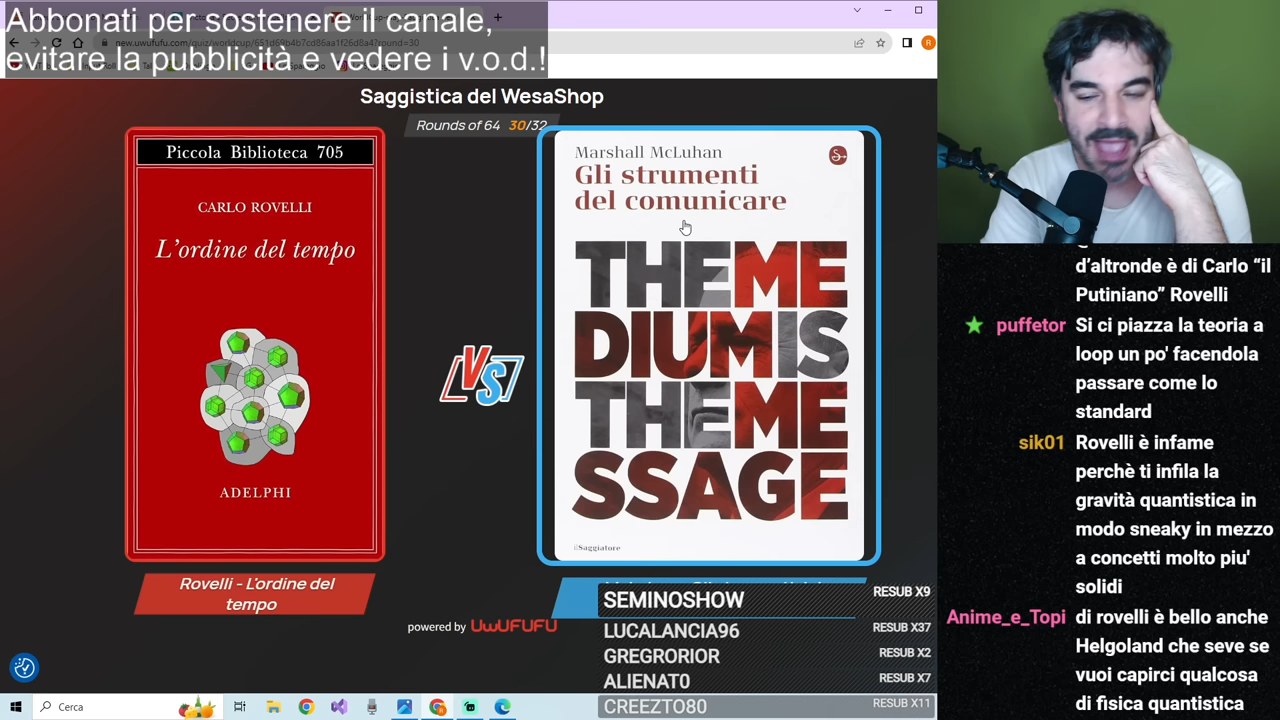 Abbonati per sostenere il canale,
evitare la pubblicità e vedere i v.o.d.!
Saggistica del WesaShop
Rounds of 64 30/32
Piccola Biblioteca 705
CARLO ROVELLI
L'ordine del tempo
ADELPHI
Rovelli - L'ordine del
tempo
VS
Marshall McLuhan
Gli strumenti
del comunicare
THEME
DIUMIS
THEME
SSAGE
ilSaggiatore
powered by UwUFUFU
SEMINOSHOW RESUB X9
LUCALANCIA96 RESUB X37
GREGRORIOR RESUB X2
ALIENAT0 RESUB X7
CREEZTO80 RESUB X11
d'altronde è di Carlo “il
Putiniano” Rovelli
puffetor Si ci piazza la teoria a
loop un po' facendola
passare come lo
standard
sik01 Rovelli è infame
perchè ti infila la
gravità quantistica in
modo sneaky in mezzo
a concetti molto piu'
solidi
Anime_e_Topi di rovelli è bello anche
Helgoland che seve se
vuoi capirci qualcosa
di fisica quantistica
Cerca